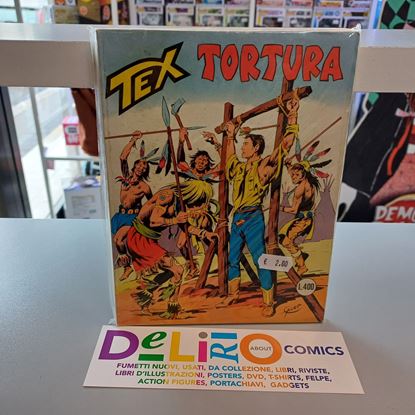 TEX
TORTURA
€ 2.00
L.400
DeLiRiO
ABOUT
COMICS
FUMETTI NUOVI, USATI, DA COLLEZIONE, LIBRI, RIVISTE,
LIBRI D'ILLUSTRAZIONI, POSTERS, DVD, T-SHIRTS, FELPE,
ACTION FIGURES, PORTACHIAVI, GADGETS